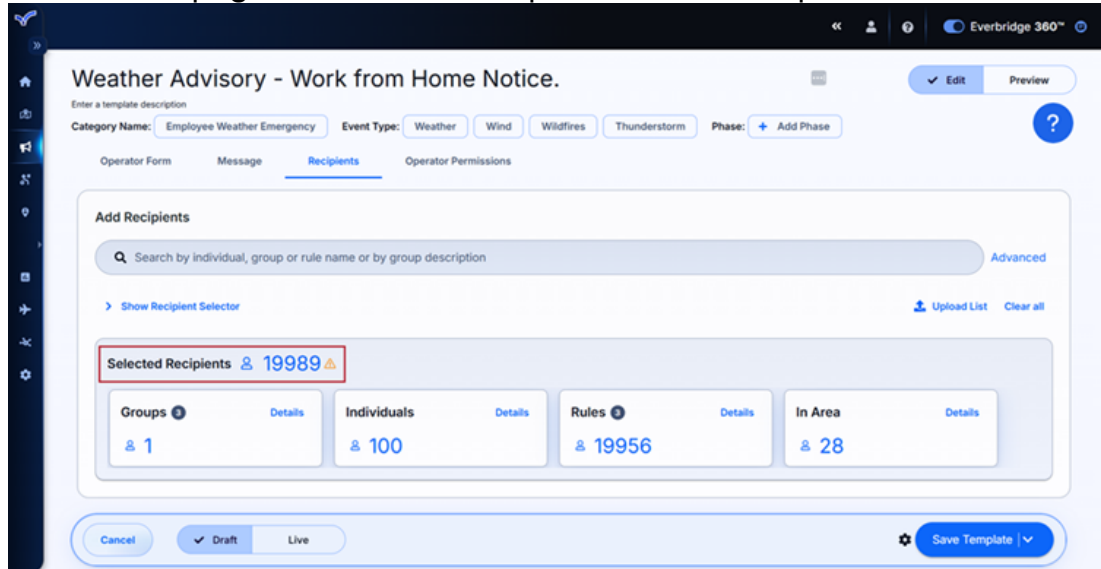 Everbridge 360™
Weather Advisory - Work from Home Notice.
Edit Preview
Enter a template description
Category Name: Employee Weather Emergency Event Type: Weather Wind Wildfires Thunderstorm Phase: + Add Phase
?
Operator Form Message Recipients Operator Permissions
Add Recipients
Search by individual, group or rule name or by group description
Advanced
Show Recipient Selector
Upload List Clear all
Selected Recipients 19989
Groups 3 Details
1
Individuals Details
100
Rules 3 Details
19956
In Area Details
28
Cancel Draft Live Save Template